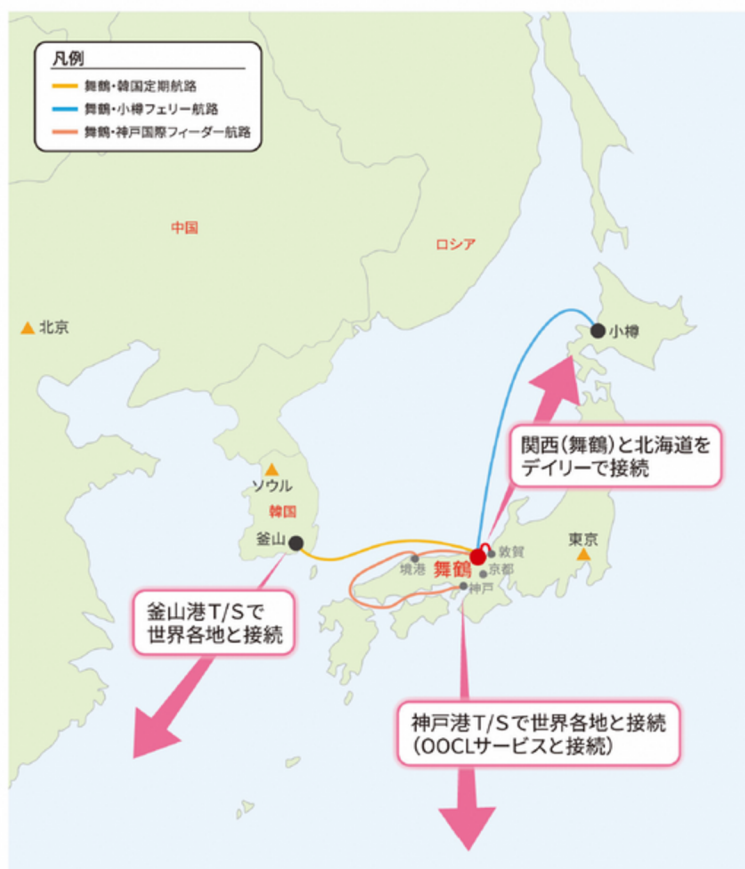 凡例
舞鶴・韓国定期航路
舞鶴・小樽フェリー航路
舞鶴・神戸国際フィーダー航路
中国
ロシア
北京
小樽
関西(舞鶴)と北海道を
デイリーで接続
ソウル
韓国
釜山
東京
敦賀
舞鶴
境港
京都
神戸
釜山港T/Sで
世界各地と接続
神戸港T/Sで世界各地と接続
(OOCLサービスと接続)